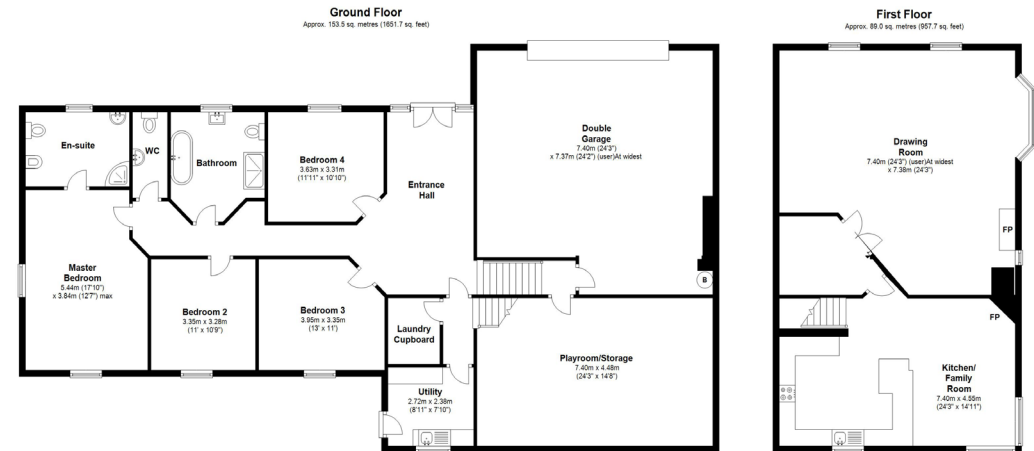 Ground Floor
Approx. 153.5 sq. metres (1651.7 sq. feet)
First Floor
Approx. 89.0 sq. metres (957.7 sq. feet)
En-suite
WC
Bathroom
Bedroom 4
3.63m x 3.31m
(11'11" x 10'10")
Entrance
Hall
Double
Garage
7.40m (24'3")
x 7.37m (24'2") (user)At widest
B
Master
Bedroom
5.44m (17'10")
x 3.84m (12'7") max
Bedroom 2
3.35m x 3.28m
(11' x 10'9")
Bedroom 3
3.95m x 3.35m
(13' x 11')
Laundry
Cupboard
Utility
2.72m x 2.38m
(8'11" x 7'10")
Playroom/Storage
7.40m x 4.48m
(24'3" x 14'8")
Drawing
Room
7.40m (24'3") (user)At widest
x 7.38m (24'3")
FP
FP
Kitchen/
Family
Room
7.40m x 4.55m
(24'3" x 14'11")